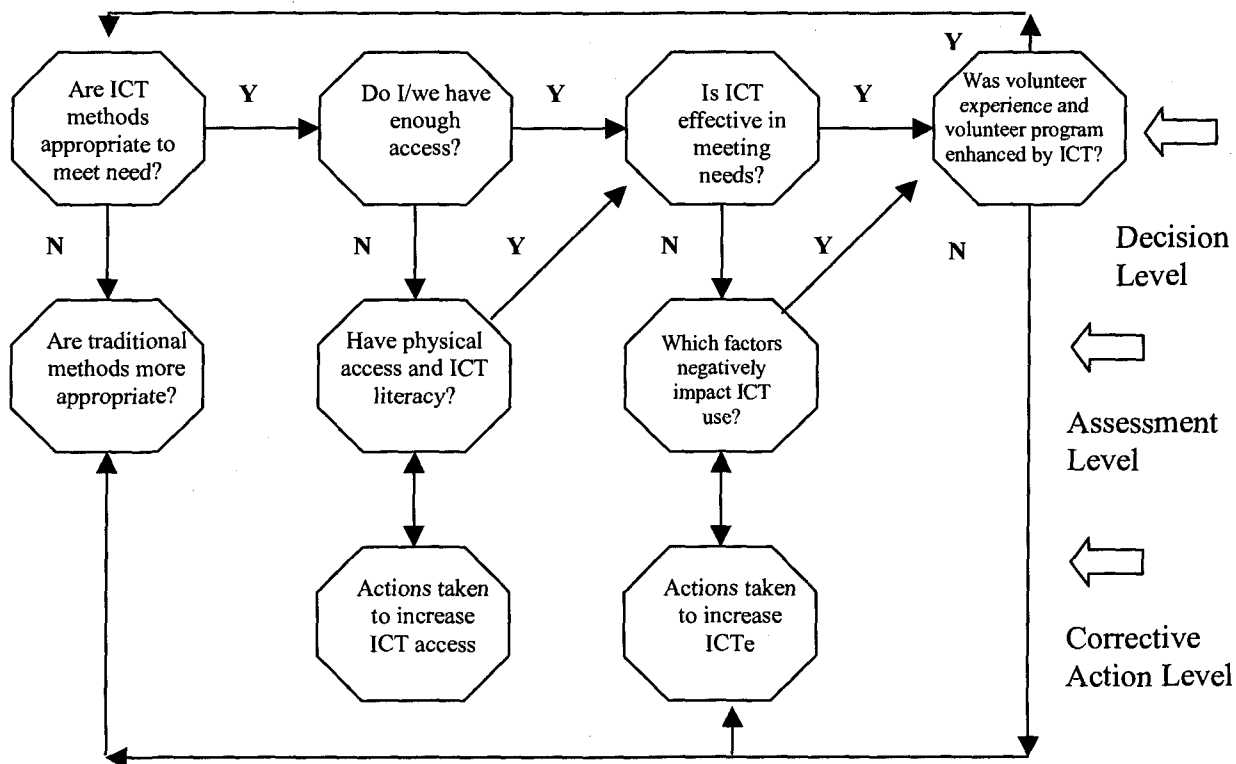 Are ICT
methods
appropriate to
meet need?
Y
Do I/we have
enough
access?
Y
Is ICT
effective in
meeting
needs?
Y
Y
Was volunteer
experience and
volunteer program
enhanced by ICT?
N
N
Y
N
Y
N
Decision
Level
Are traditional
methods more
appropriate?
Have physical
access and ICT
literacy?
Which factors
negatively
impact ICT
use?
Assessment
Level
Actions taken
to increase
ICT access
Actions taken
to increase
ICTe
Corrective
Action Level